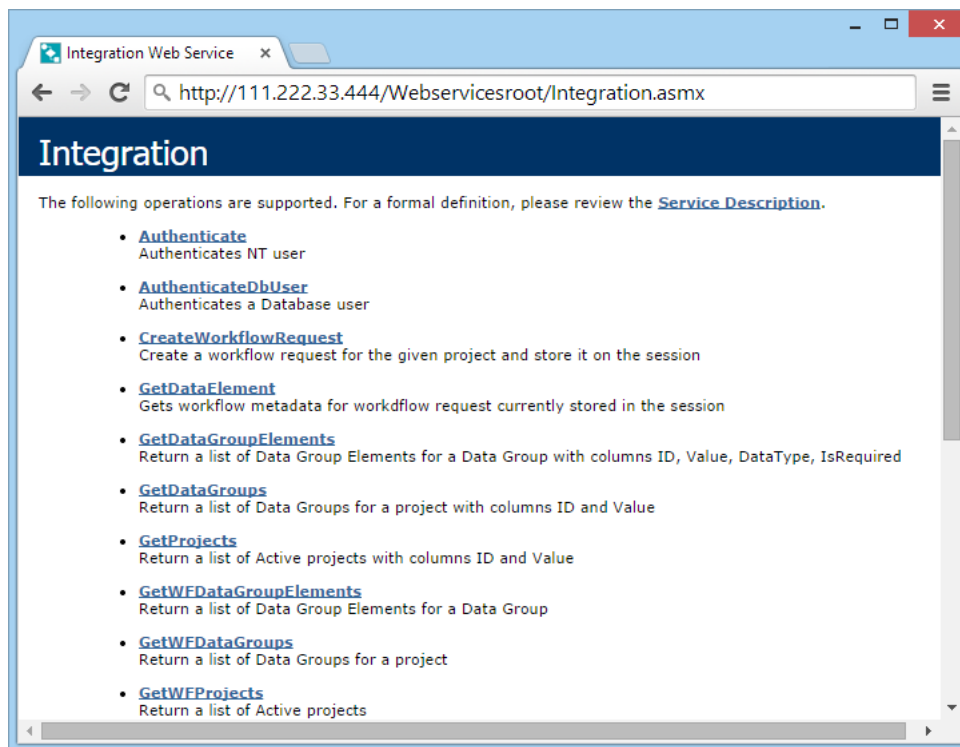 Integration Web Service
http://111.222.33.444/Webservicesroot/Integration.asmx
Integration
The following operations are supported. For a formal definition, please review the Service Description.
Authenticate
Authenticates NT user
AuthenticateDbUser
Authenticates a Database user
CreateWorkflowRequest
Create a workflow request for the given project and store it on the session
GetDataElement
Gets workflow metadata for workdflow request currently stored in the session
GetDataGroupElements
Return a list of Data Group Elements for a Data Group with columns ID, Value, DataType, IsRequired
GetDataGroups
Return a list of Data Groups for a project with columns ID and Value
GetProjects
Return a list of Active projects with columns ID and Value
GetWFDataGroupElements
Return a list of Data Group Elements for a Data Group
GetWFDataGroups
Return a list of Data Groups for a project
GetWFProjects
Return a list of Active projects